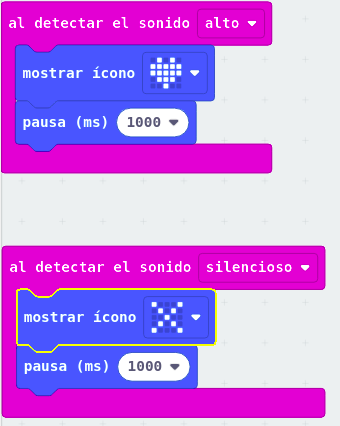 al detectar el sonido alto
mostrar ícono
pausa (ms) 1000
al detectar el sonido silencioso
mostrar ícono
pausa (ms) 1000